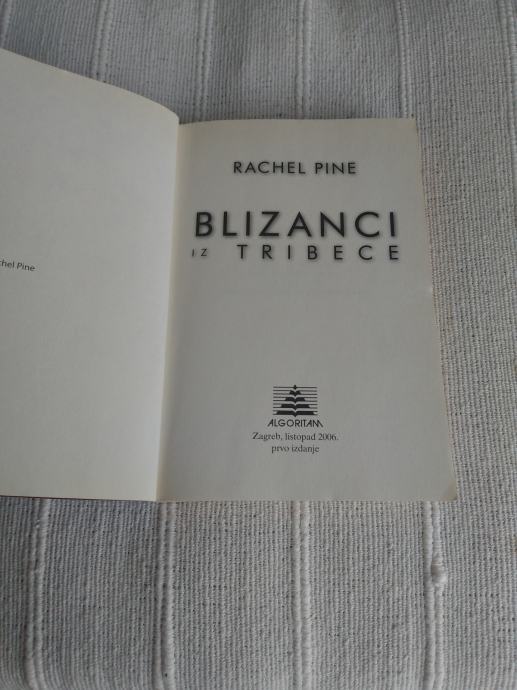 chel Pine
RACHEL PINE
BLIZANCI
IZ TRIBECE
ALGORITAM
Zagreb, listopad 2006.
prvo izdanje